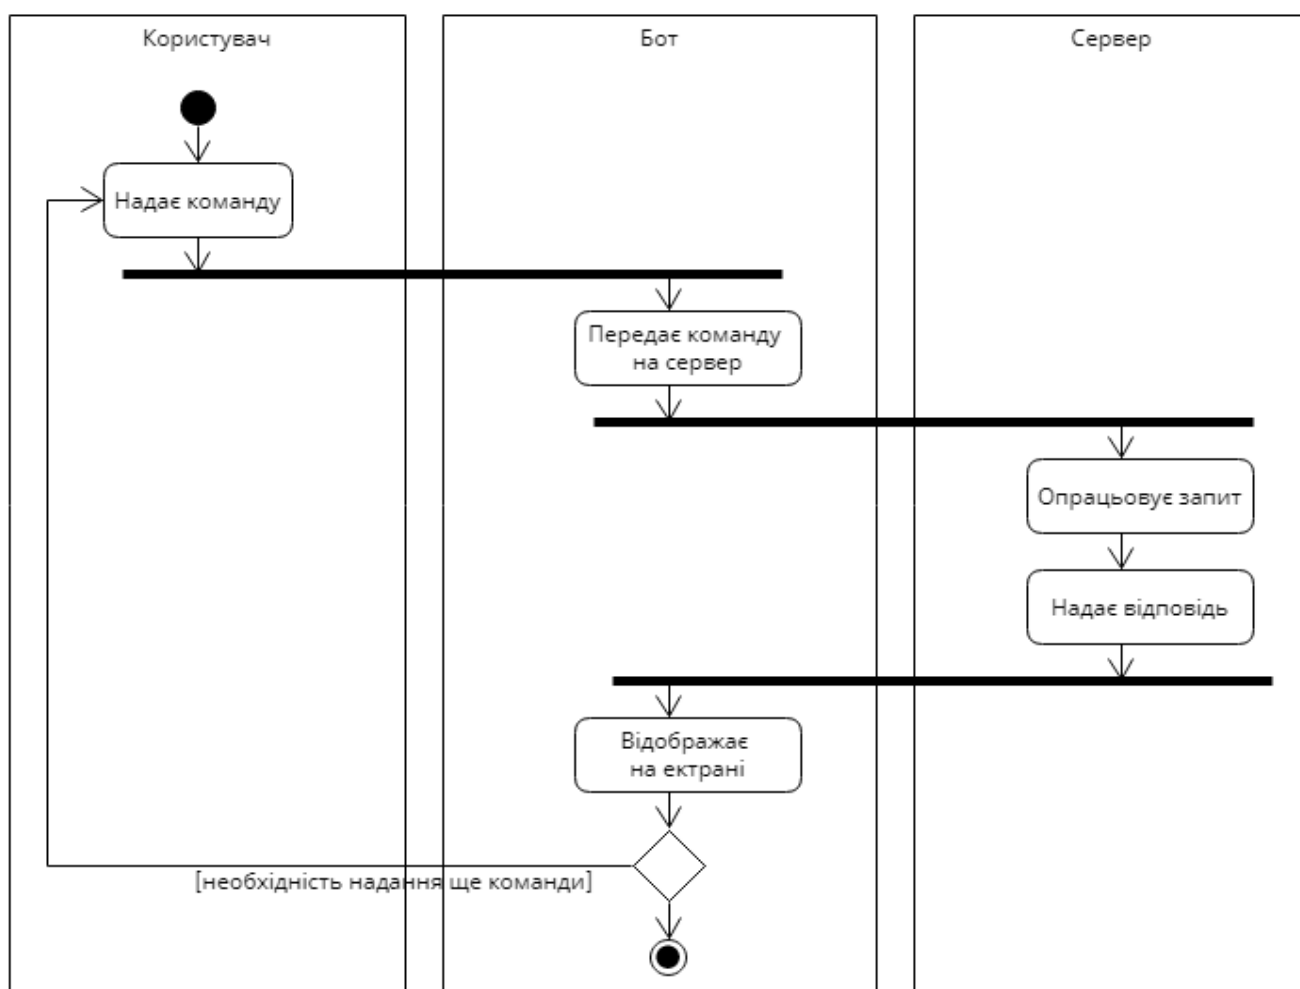 Користувач
Бот
Сервер
Надає команду
Передає команду
на сервер
Опрацьовує запит
Надає відповідь
Відображає
на ектрані
[необхідність надання ще команди]